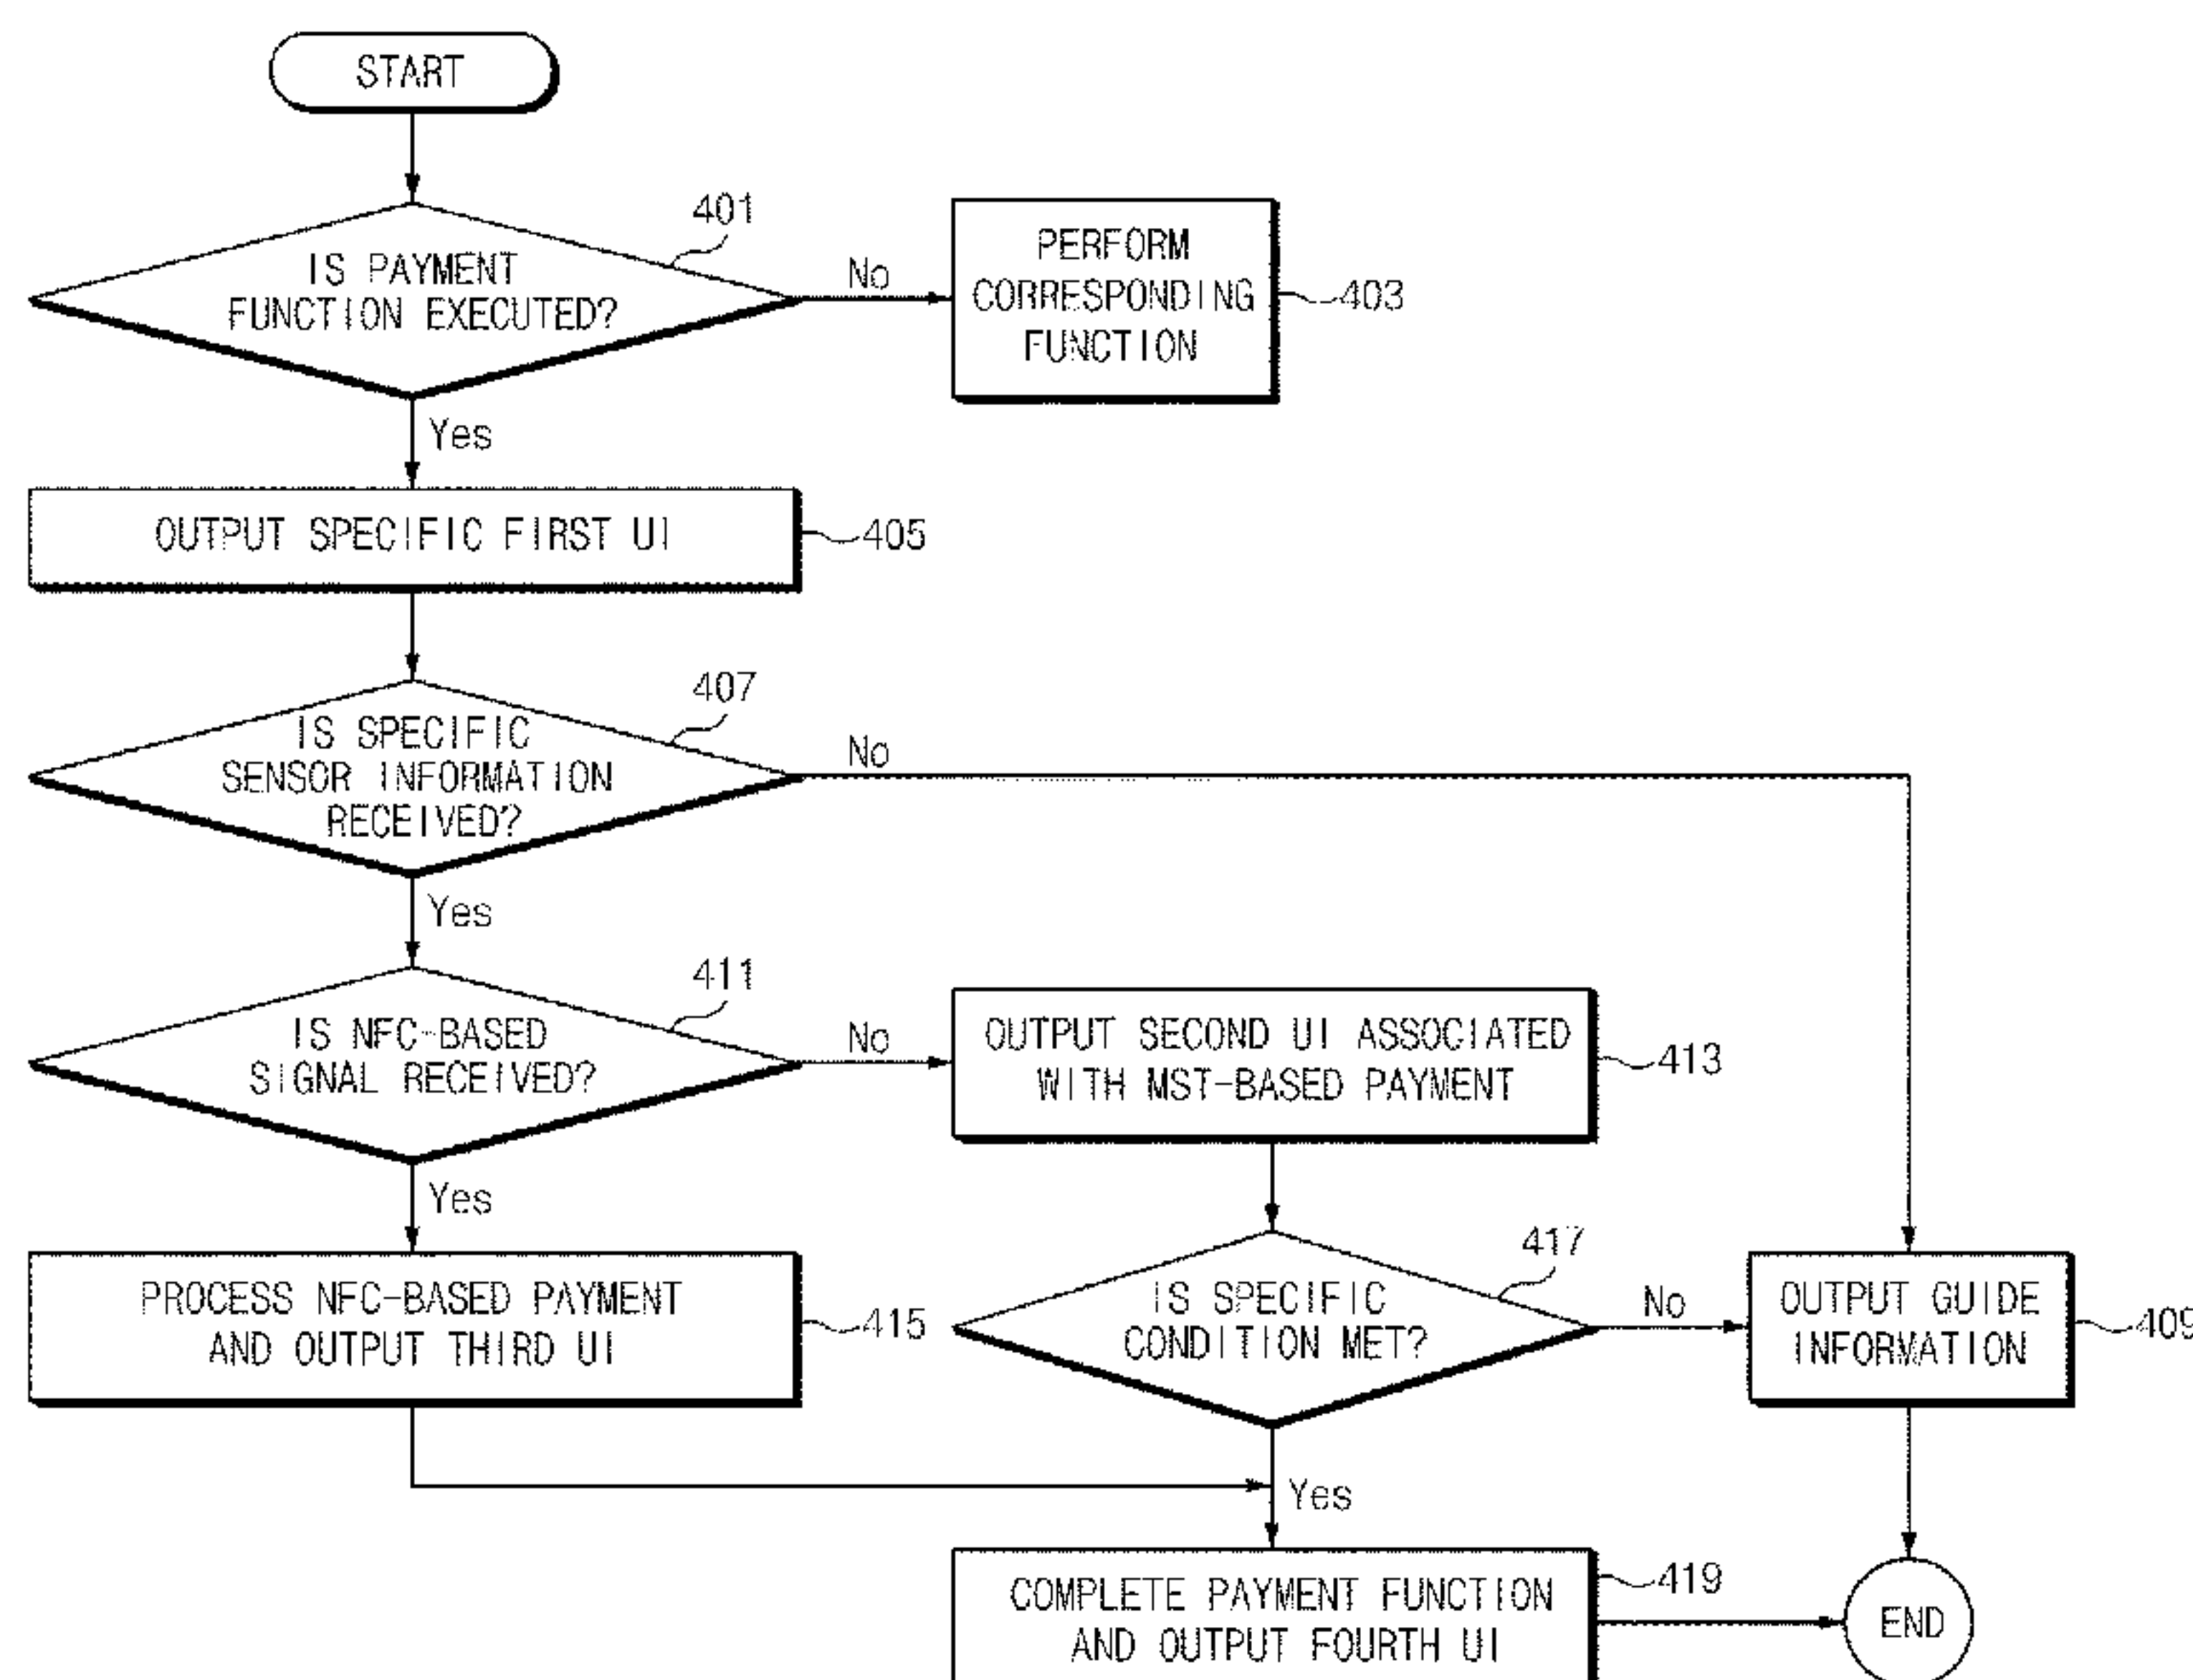 START
401
IS PAYMENT
FUNCTION EXECUTED?
No
PERFORM
CORRESPONDING
FUNCTION
403
Yes
OUTPUT SPECIFIC FIRST UI
405
407
IS SPECIFIC
SENSOR INFORMATION
RECEIVED?
No
Yes
411
IS NFC-BASED
SIGNAL RECEIVED?
No
OUTPUT SECOND UI ASSOCIATED
WITH MST-BASED PAYMENT
413
Yes
PROCESS NFC-BASED PAYMENT
AND OUTPUT THIRD UI
415
417
IS SPECIFIC
CONDITION MET?
No
OUTPUT GUIDE
INFORMATION
409
Yes
COMPLETE PAYMENT FUNCTION
AND OUTPUT FOURTH UI
419
END